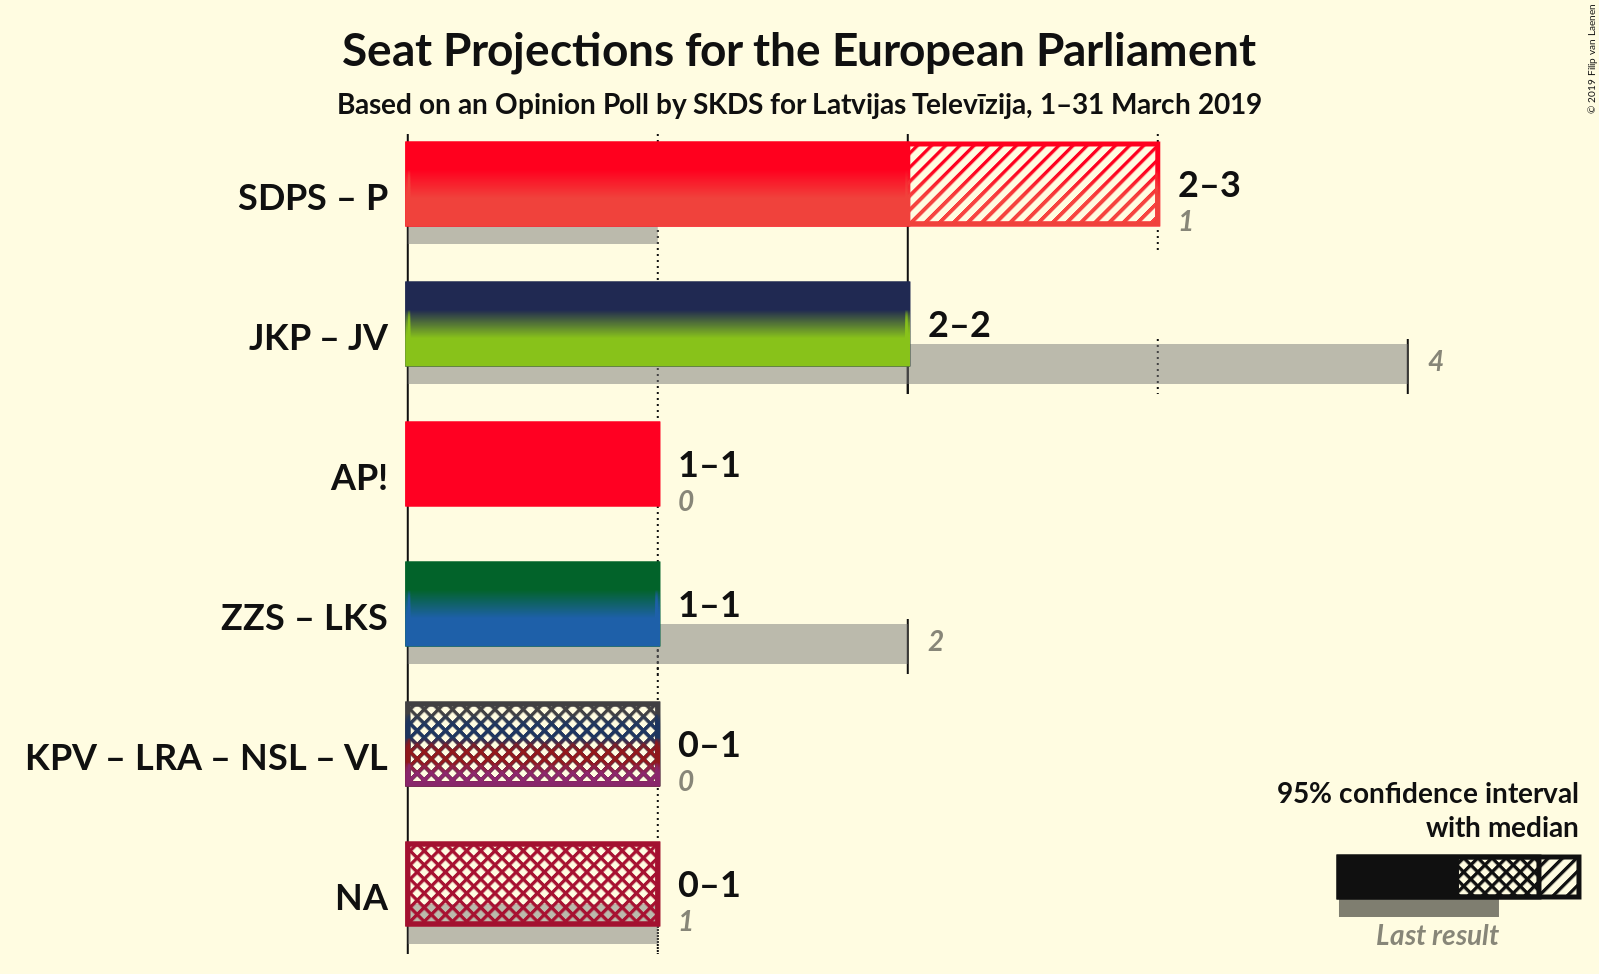 Seat Projections for the European Parliament
Based on an Opinion Poll by SKDS for Latvijas Televīzija, 1–31 March 2019
© 2019 Filip van Laenen
SDPS – P
2–3
1
JKP – JV
2–2
4
AP!
1–1
0
ZZS – LKS
1–1
2
KPV – LRA – NSL – VL
0–1
0
NA
0–1
1
95% confidence interval
with median
Last result